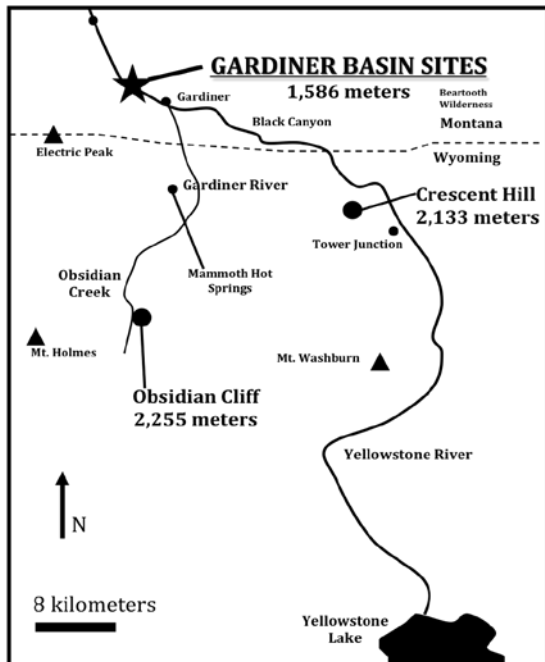 GARDINER BASIN SITES
1,586 meters
Gardiner
Beartooth
Wilderness
Black Canyon
Montana
Electric Peak
Wyoming
Gardiner River
Crescent Hill
2,133 meters
Tower Junction
Obsidian
Creek
Mammoth Hot
Springs
Mt. Holmes
Mt. Washburn
Obsidian Cliff
2,255 meters
Yellowstone River
N
8 kilometers
Yellowstone
Lake